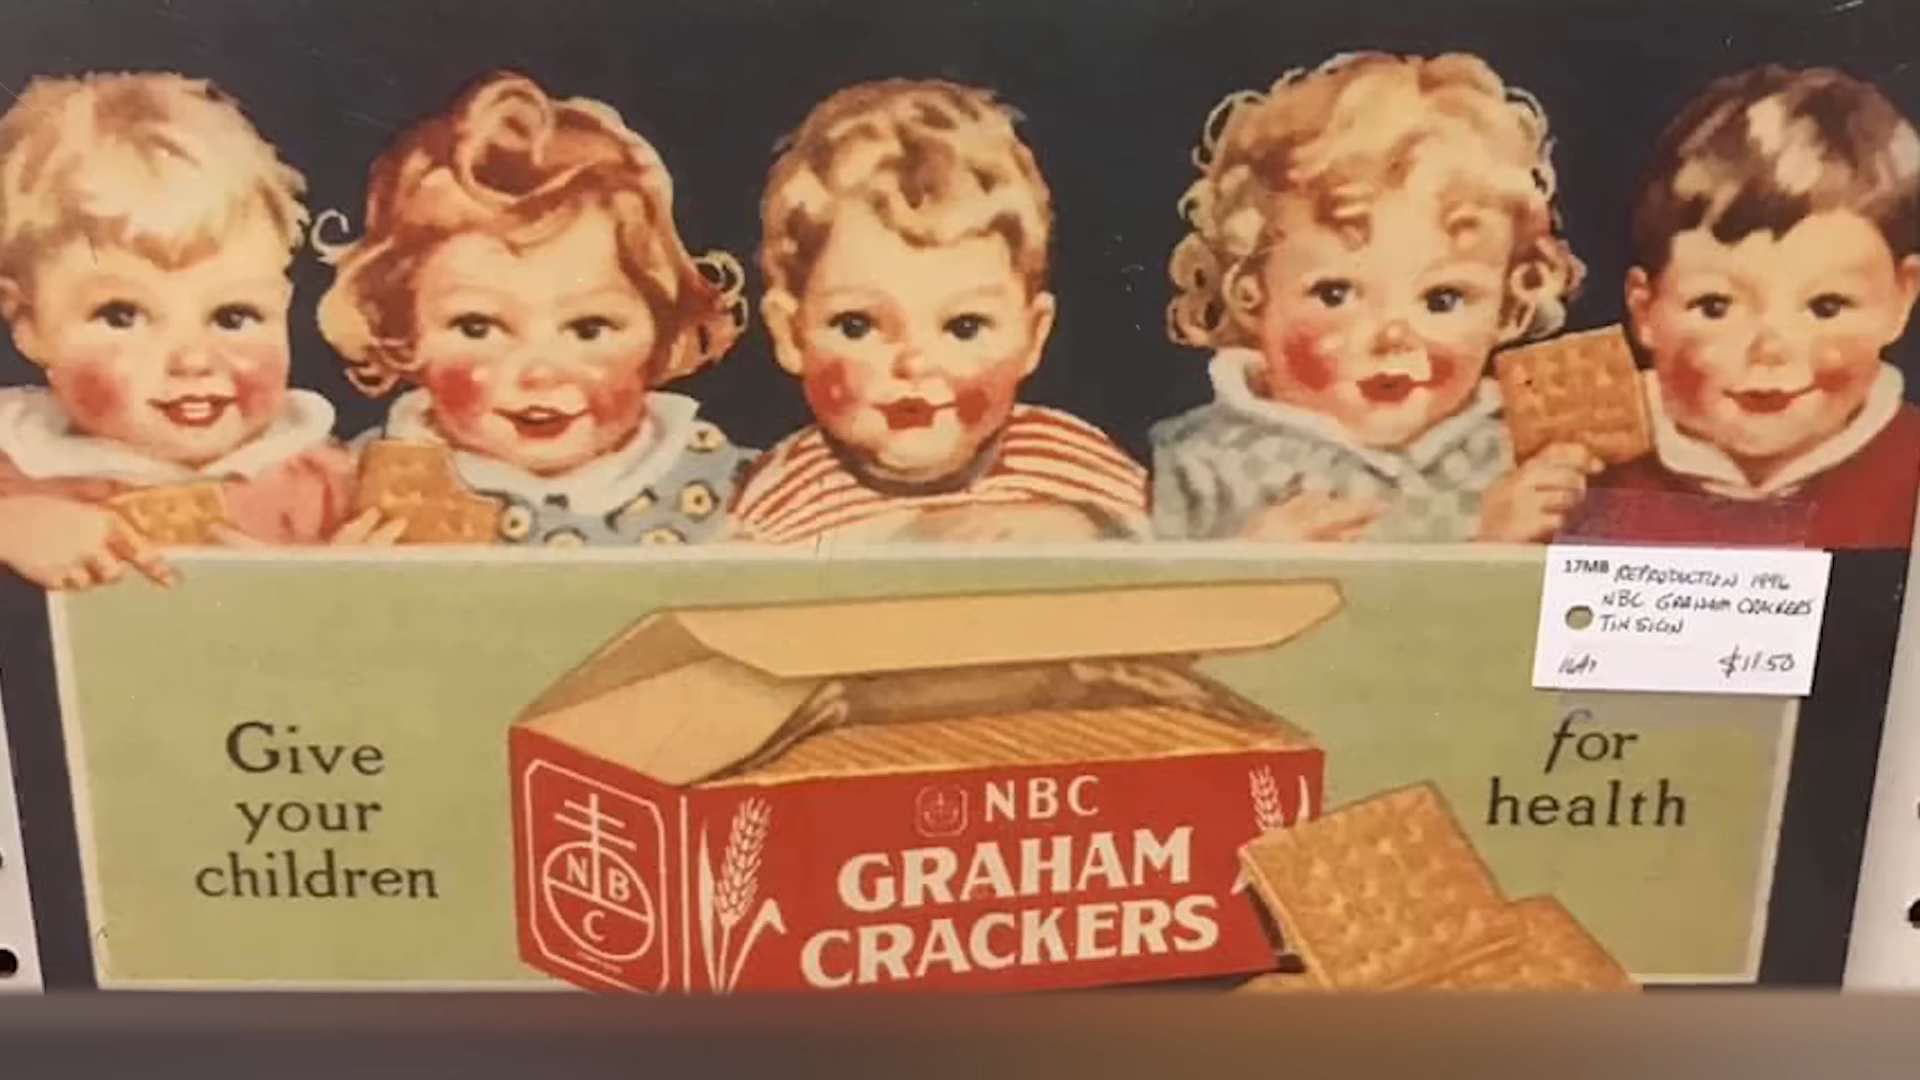 17MB REPRODUCTION 1996
NBC GRAHAM CRACKERS
TIN SIGN
$11.50
Give
your
children
for
health
NBC
GRAHAM
CRACKERS
N B
C